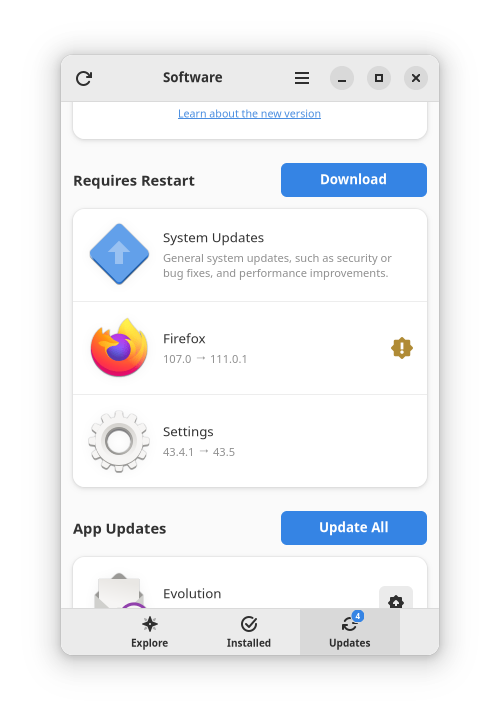 Software
Learn about the new version
Requires Restart
Download
System Updates
General system updates, such as security or
bug fixes, and performance improvements.
Firefox
107.0 → 111.0.1
Settings
43.4.1 → 43.5
App Updates
Update All
Evolution
4
Explore
Installed
Updates